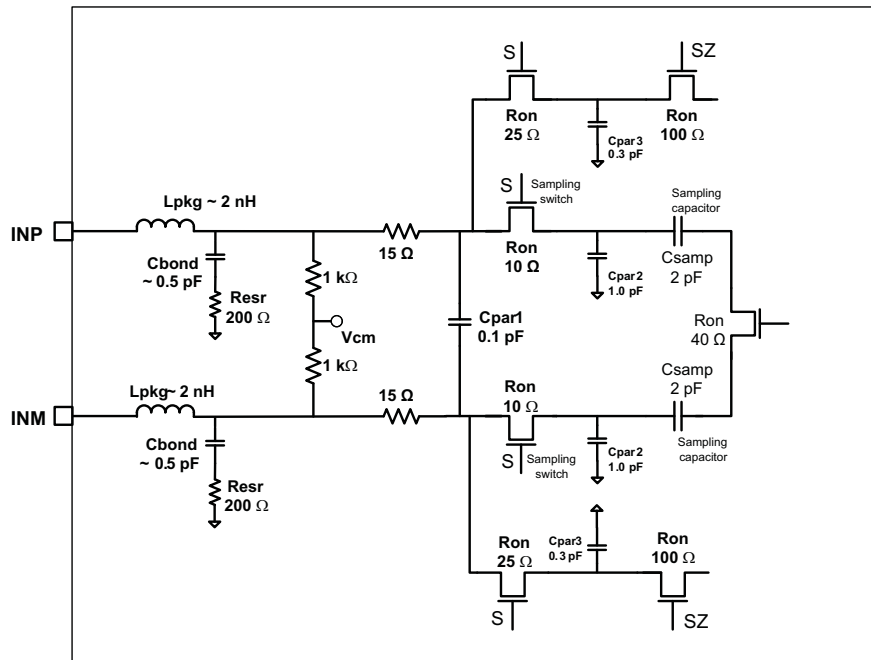 S
SZ
Ron
25 Ω
Cpar3
0.3 pF
Ron
100 Ω
S
Sampling
switch
Sampling
capacitor
Lpkg ~ 2 nH
INP
15 Ω
Ron
10 Ω
Cpar2
1.0 pF
Csamp
2 pF
Cbond
~ 0.5 pF
Resr
200 Ω
1 kΩ
Vcm
Cpar1
0.1 pF
Ron
40 Ω
1 kΩ
Lpkg~ 2 nH
INM
15 Ω
Ron
10 Ω
Csamp
2 pF
Cbond
~ 0.5 pF
S
Sampling
switch
Cpar2
1.0 pF
Sampling
capacitor
Resr
200 Ω
Ron
25 Ω
Cpar3
0.3 pF
Ron
100 Ω
S
SZ